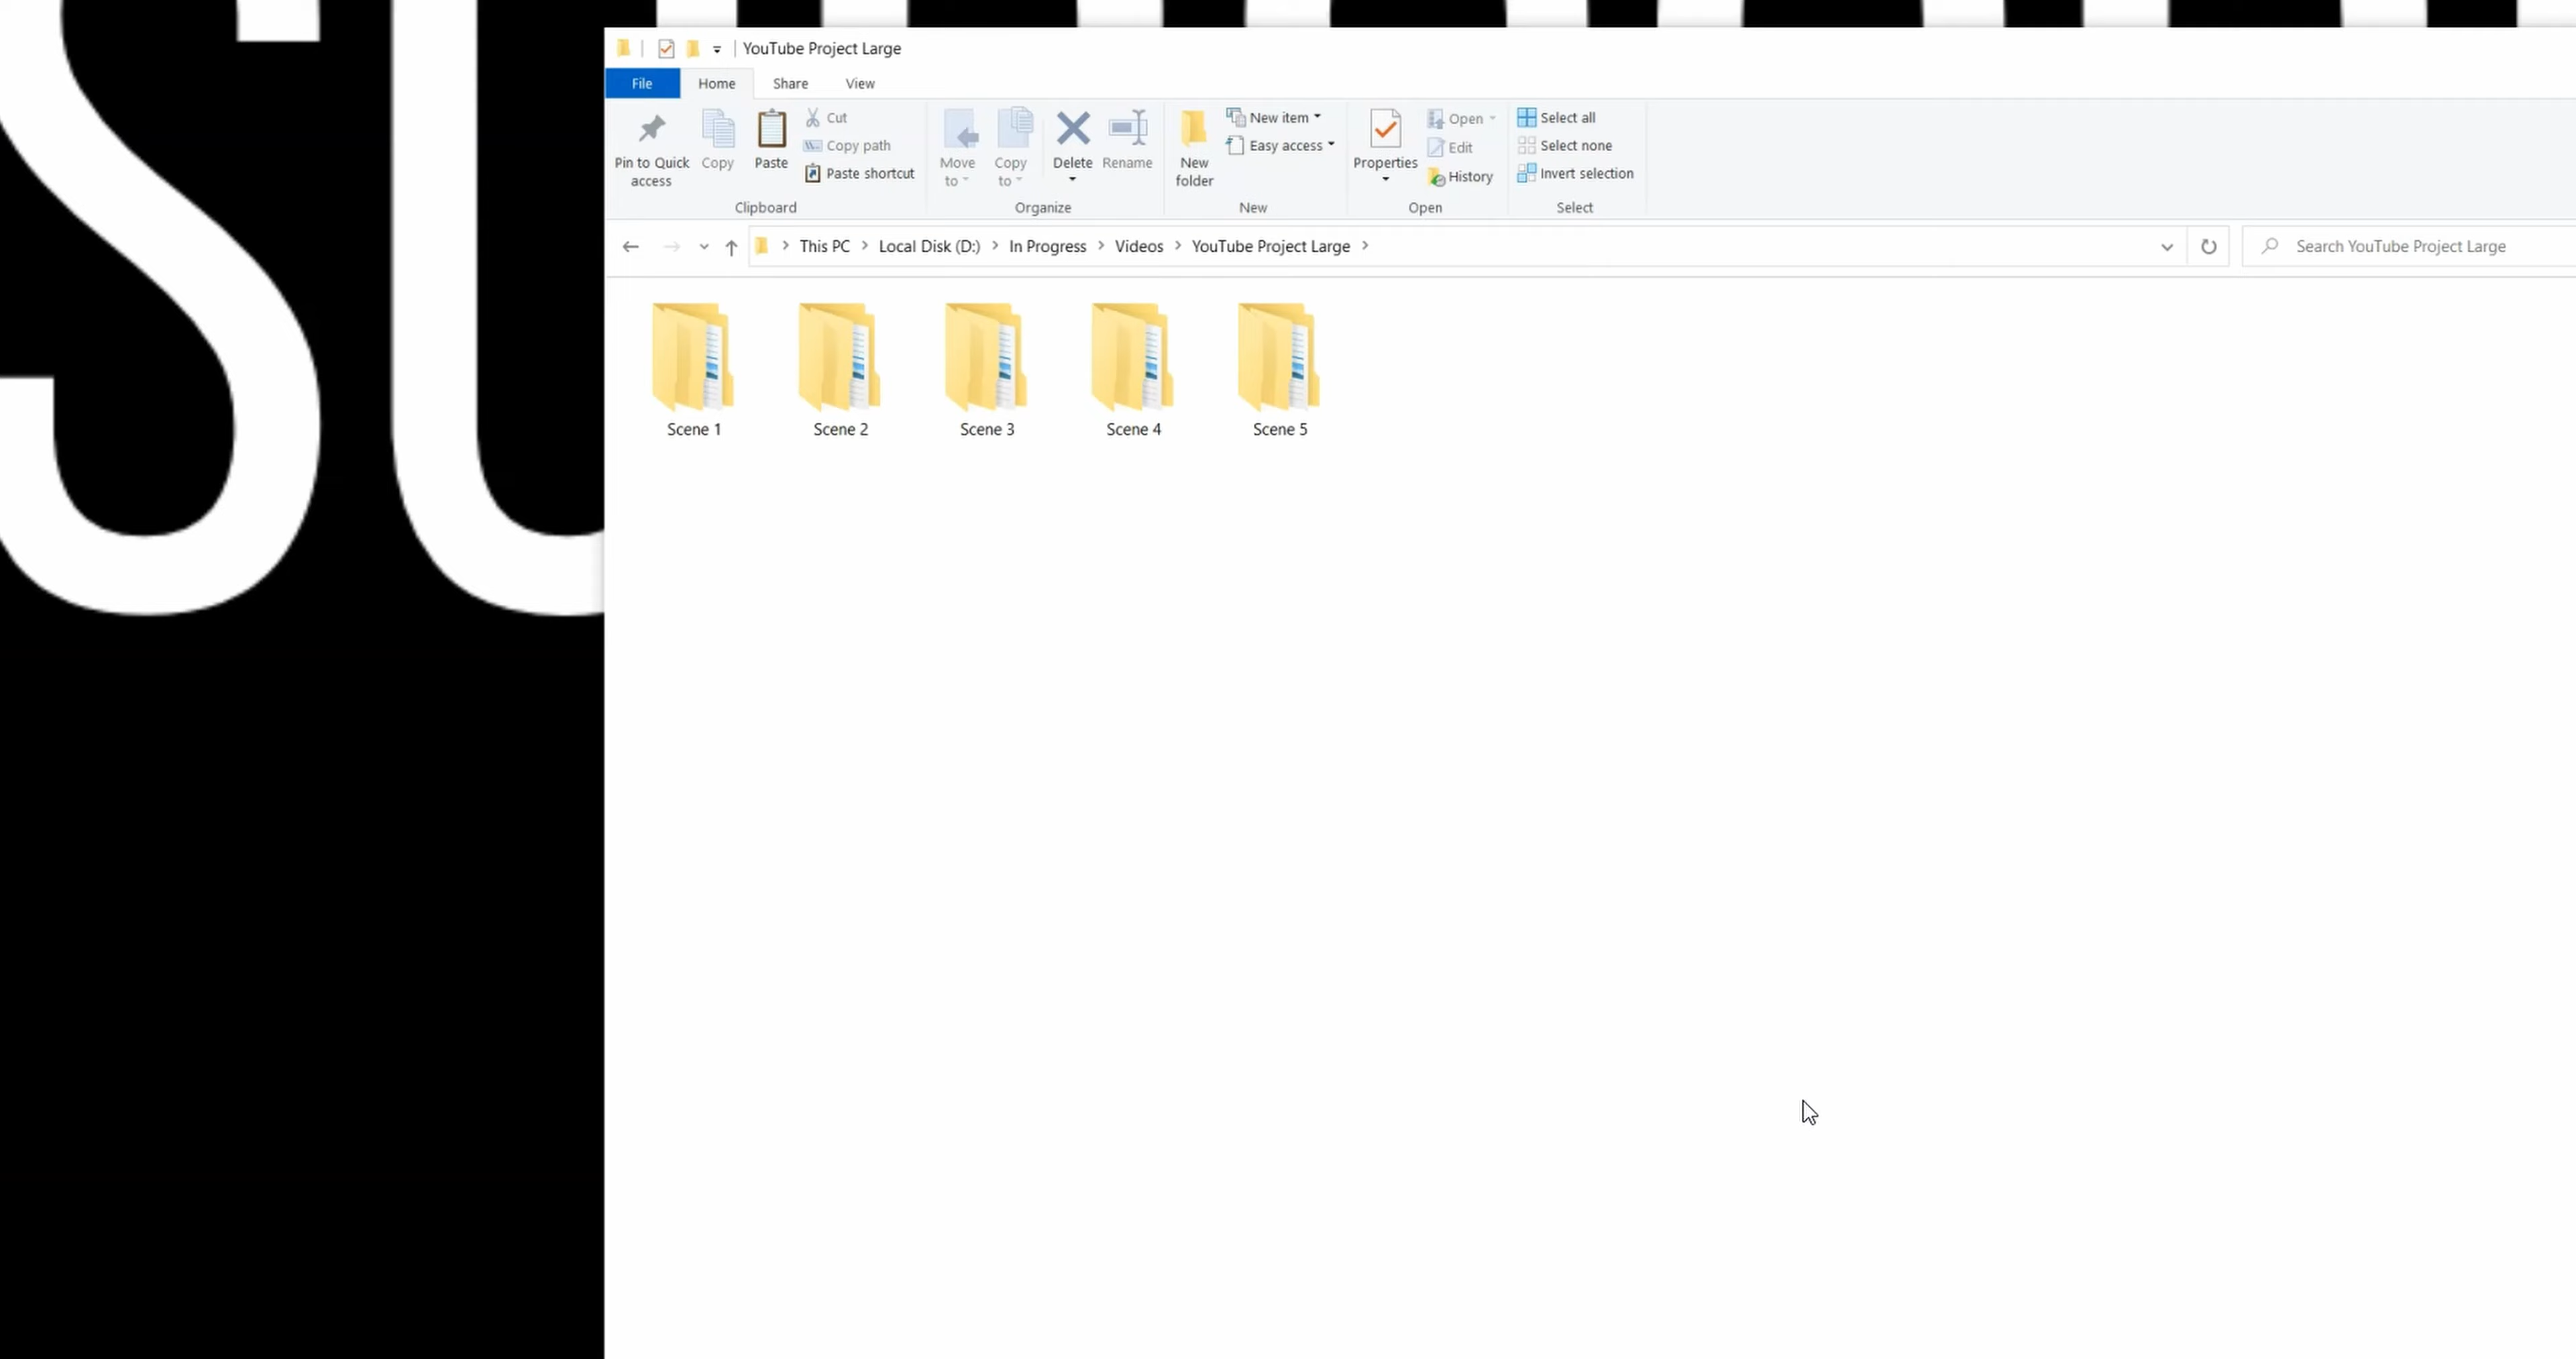 SU
YouTube Project Large
File Home Share View
Pin to Quick access
Copy
Paste
Cut
Copy path
Paste shortcut
Clipboard
Move to
Copy to
Delete
Rename
Organize
New folder
New item
Easy access
New
Properties
Open
Edit
History
Open
Select all
Select none
Invert selection
Select
This PC > Local Disk (D:) > In Progress > Videos > YouTube Project Large >
Search YouTube Project Large
Scene 1 Scene 2 Scene 3 Scene 4 Scene 5